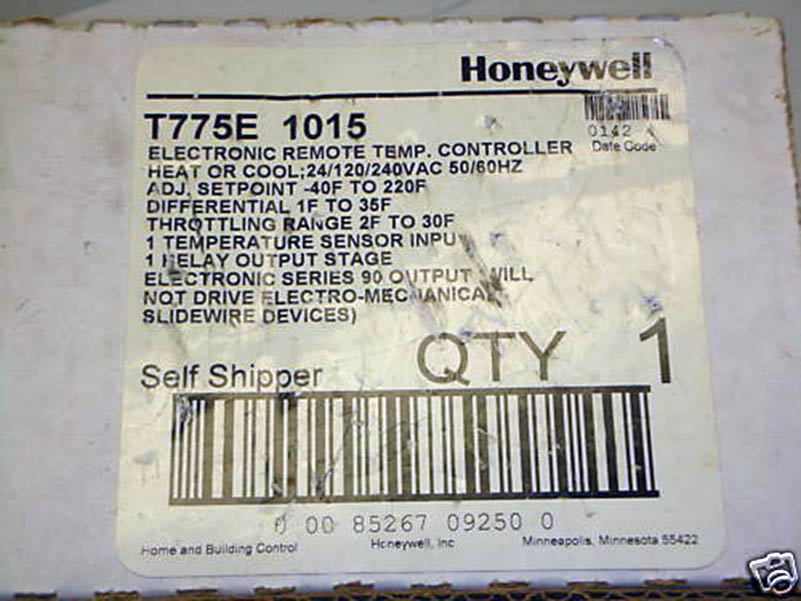 Honeywell
T775E 1015
0142
Date Code
ELECTRONIC REMOTE TEMP. CONTROLLER
HEAT OR COOL;24/120/240VAC 50/60HZ
ADJ. SETPOINT -40F TO 220F
DIFFERENTIAL 1F TO 35F
THROTTLING RANGE 2F TO 30F
1 TEMPERATURE SENSOR INPUT
1 RELAY OUTPUT STAGE
ELECTRONIC SERIES 90 OUTPUT WILL
NOT DRIVE ELECTRO-MECHANICAL
SLIDEWIRE DEVICES)
Self Shipper QTY 1
0 00 85267 09250 0
Home and Building Control Honeywell, Inc Minneapolis, Minnesota 55422